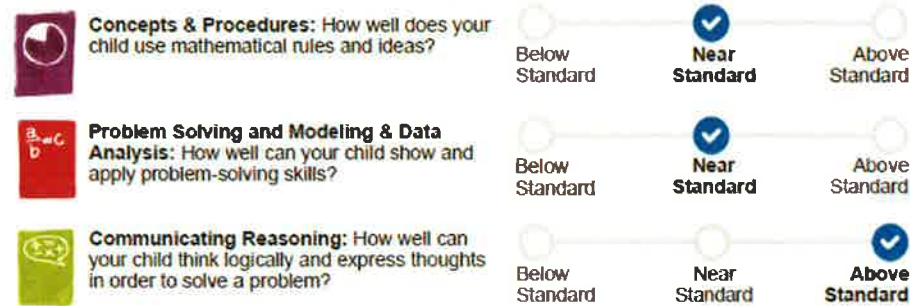 Concepts & Procedures: How well does your
child use mathematical rules and ideas?
Below
Standard
Near
Standard
Above
Standard
a/b=c
Problem Solving and Modeling & Data
Analysis: How well can your child show and
apply problem-solving skills?
Below
Standard
Near
Standard
Above
Standard
Communicating Reasoning: How well can
your child think logically and express thoughts
in order to solve a problem?
Below
Standard
Near
Standard
Above
Standard